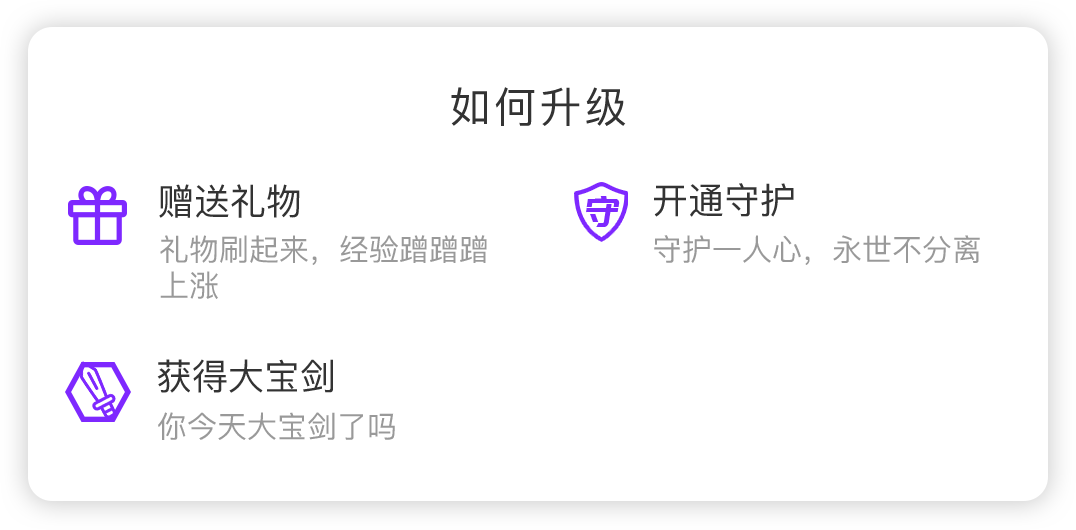 如何升级
赠送礼物
礼物刷起来，经验蹭蹭蹭
上涨
守
开通守护
守护一人心，永世不分离
获得大宝剑
你今天大宝剑了吗